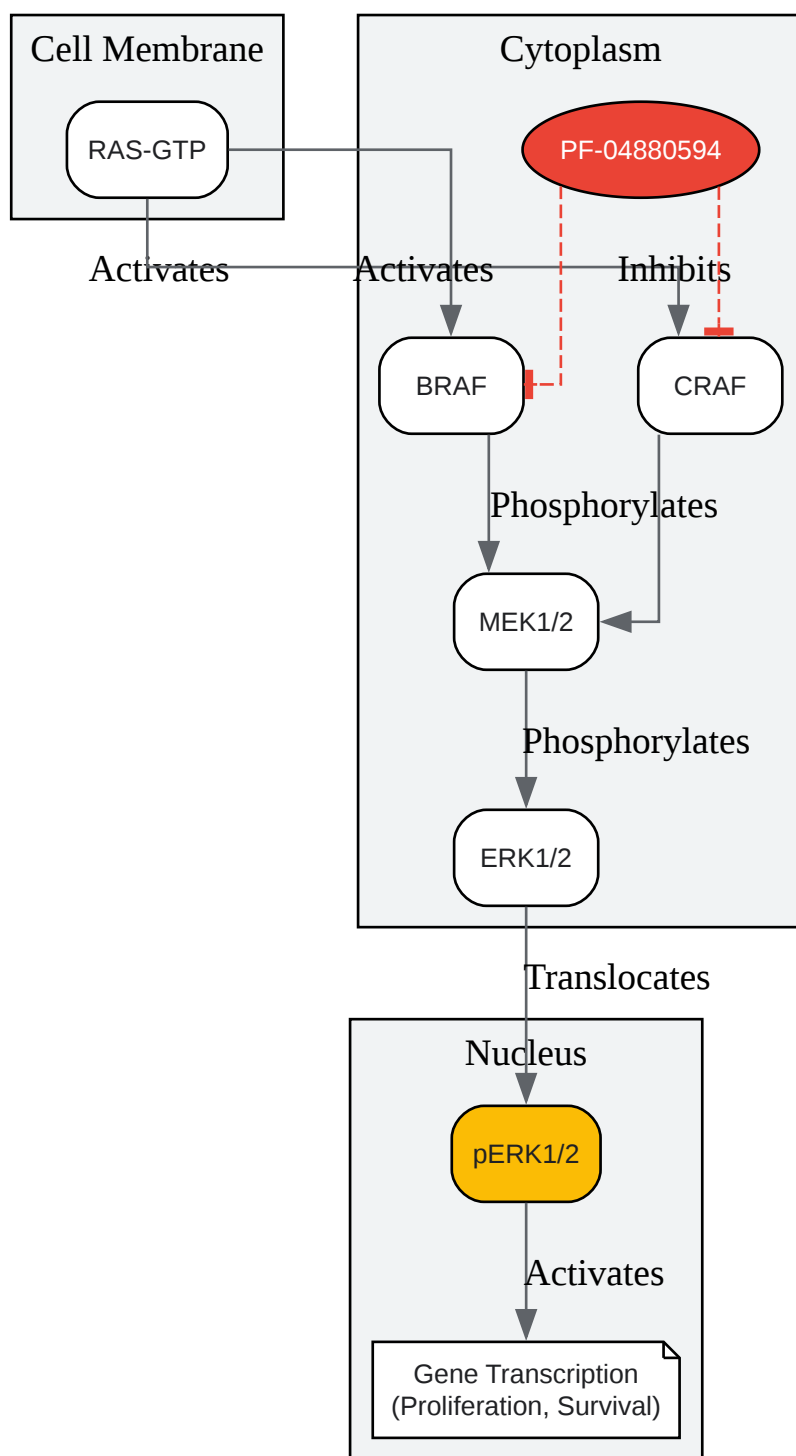 Cell Membrane
Cytoplasm
RAS-GTP
PF-04880594
Activates
Activates
Inhibits
BRAF
CRAF
Phosphorylates
MEK1/2
Phosphorylates
ERK1/2
Translocates
Nucleus
pERK1/2
Activates
Gene Transcription
(Proliferation, Survival)